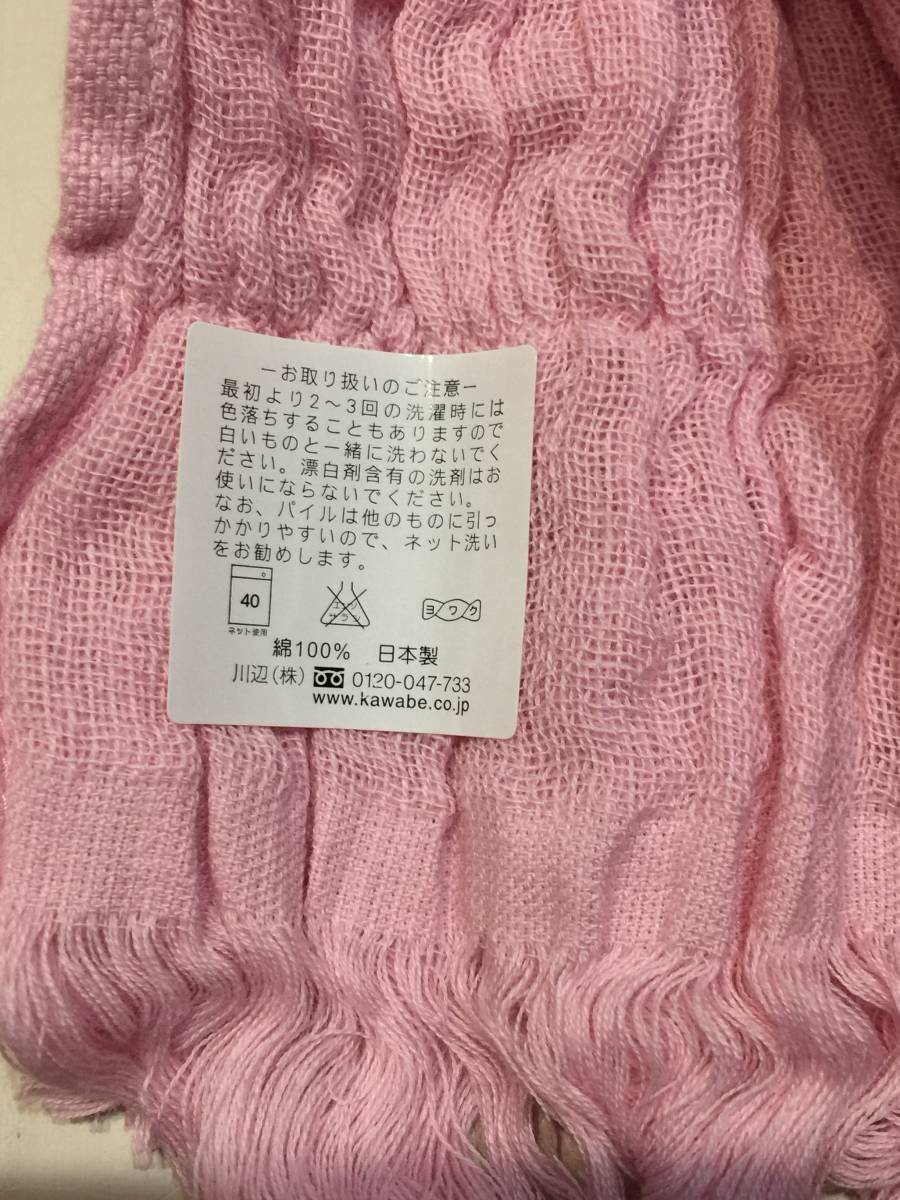 −お取り扱いのご注意−
最初より2〜3回の洗濯時には
色落ちすることもありますので
白いものと一緒に洗わないでく
ださい。漂白剤含有の洗剤はお
使いにならないでください。
なお、パイルは他のものに引っ
かかりやすいので、ネット洗い
をお勧めします。
40
エンソ
サラシ
ヨワク
ネット使用
綿100% 日本製
川辺(株) 0120-047-733
www.kawabe.co.jp